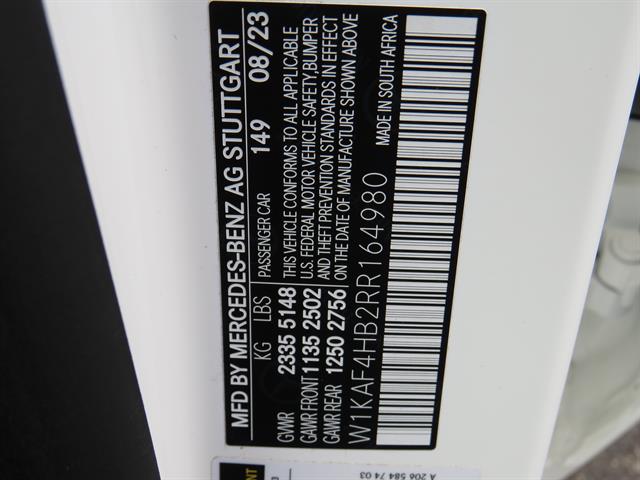 MFD BY MERCEDES-BENZ AG STUTTGART
KG LBS PASSENGER CAR 149 08/23
GVWR 2335 5148
GAWR FRONT 1135 2502
GAWR REAR 1250 2756
THIS VEHICLE CONFORMS TO ALL APPLICABLE
U.S. FEDERAL MOTOR VEHICLE SAFETY, BUMPER
AND THEFT PREVENTION STANDARDS IN EFFECT
ON THE DATE OF MANUFACTURE SHOWN ABOVE
W1KAF4HB2RR164980 MADE IN SOUTH AFRICA
A 206 584 74 03